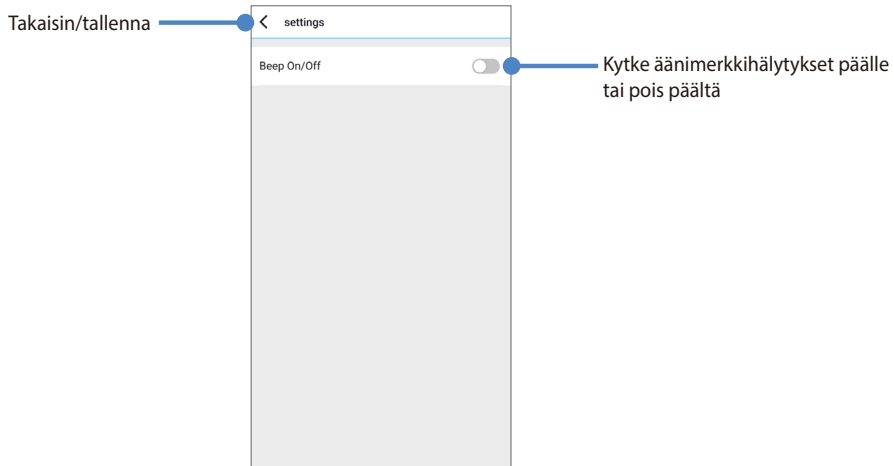 Takaisin/tallenna
settings
Beep On/Off
Kytke äänimerkkihälytykset päälle
tai pois päältä